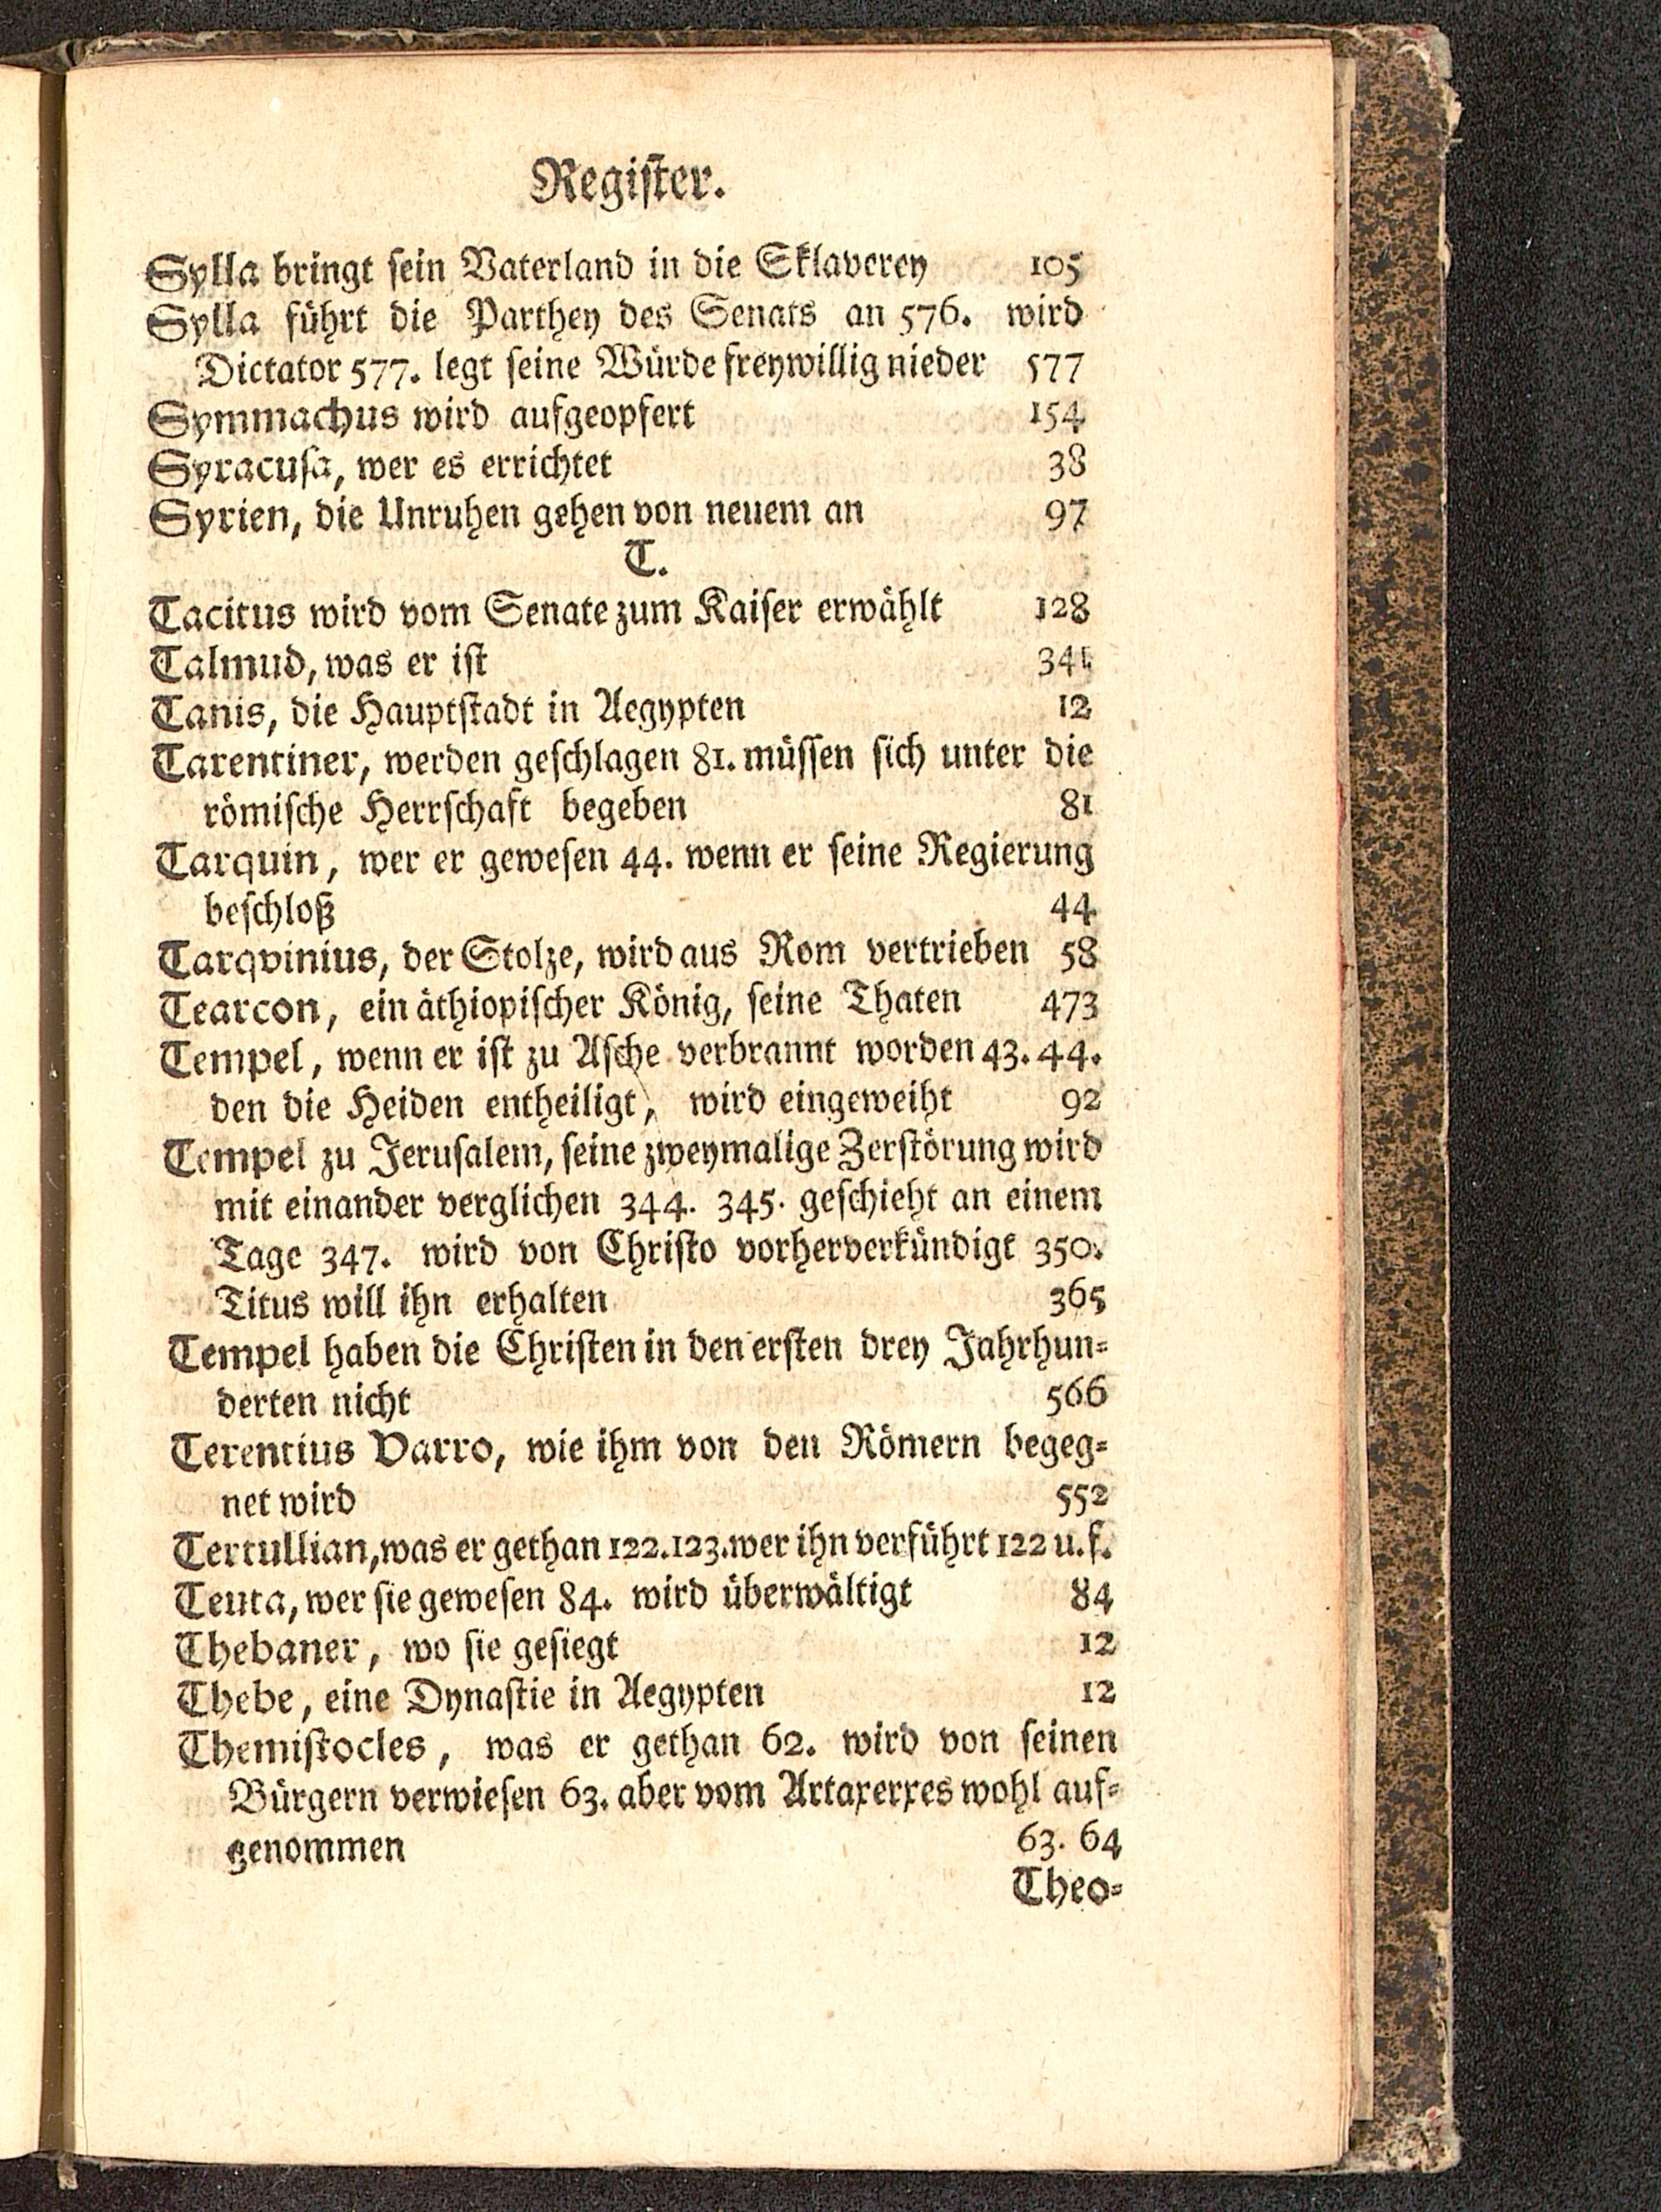 Register.
Sylla bringt ſein Vaterland in die Sklaverey 105
Sylla führt die Parthey des Senats an 576. wird
Dictator 577. legt ſeine Würde freywillig nieder 577
Symmachus wird aufgeopfert 154
Syracuſa, wer es errichtet 38
Syrien, die Unruhen gehen von neuem an 97
T.
Tacitus wird vom Senate zum Kaiſer erwählt 128
Talmud, was er iſt
Tanis, die Hauptſtadt in Aegypten 12
Tarentiner, werden geſchlagen 81. müſſen ſich unter die
römiſche Herrſchaft begeben 81
Tarquin, wer er geweſen 44. wenn er ſeine Regierung
beſchloß 44
Tarqvinius, der Stolze, wird aus Rom vertrieben 58
Tearcon, ein äthiopiſcher König, ſeine Thaten 473
Tempel, wenn er iſt zu Aſche verbrannt worden 43. 44.
den die Heiden entheiligt, wird eingeweiht 92
Tempel zu Jeruſalem, ſeine zweymalige Zerſtörung wird
mit einander verglichen 344. 345. geſchieht an einem
Tage 347. wird von Chriſto vorherverkündigt 350.
Titus will ihn erhalten 365
Tempel haben die Chriſten in den erſten drey Jahrhun-
derten nicht 566
Terentius Varro, wie ihm von den Römern begeg-
net wird 552
Tertullian, was er gethan 122. 123. wer ihn verführt 122 u. f.
Teuta, wer ſie geweſen 84. wird überwältigt 84
Thebaner, wo ſie geſiegt 12
Thebe, eine Dynaſtie in Aegypten 12
Themiſtocles, was er gethan 62. wird von ſeinen
Bürgern verwieſen 63. aber vom Artaxerxes wohl auf-
genommen 63. 64
Theo-